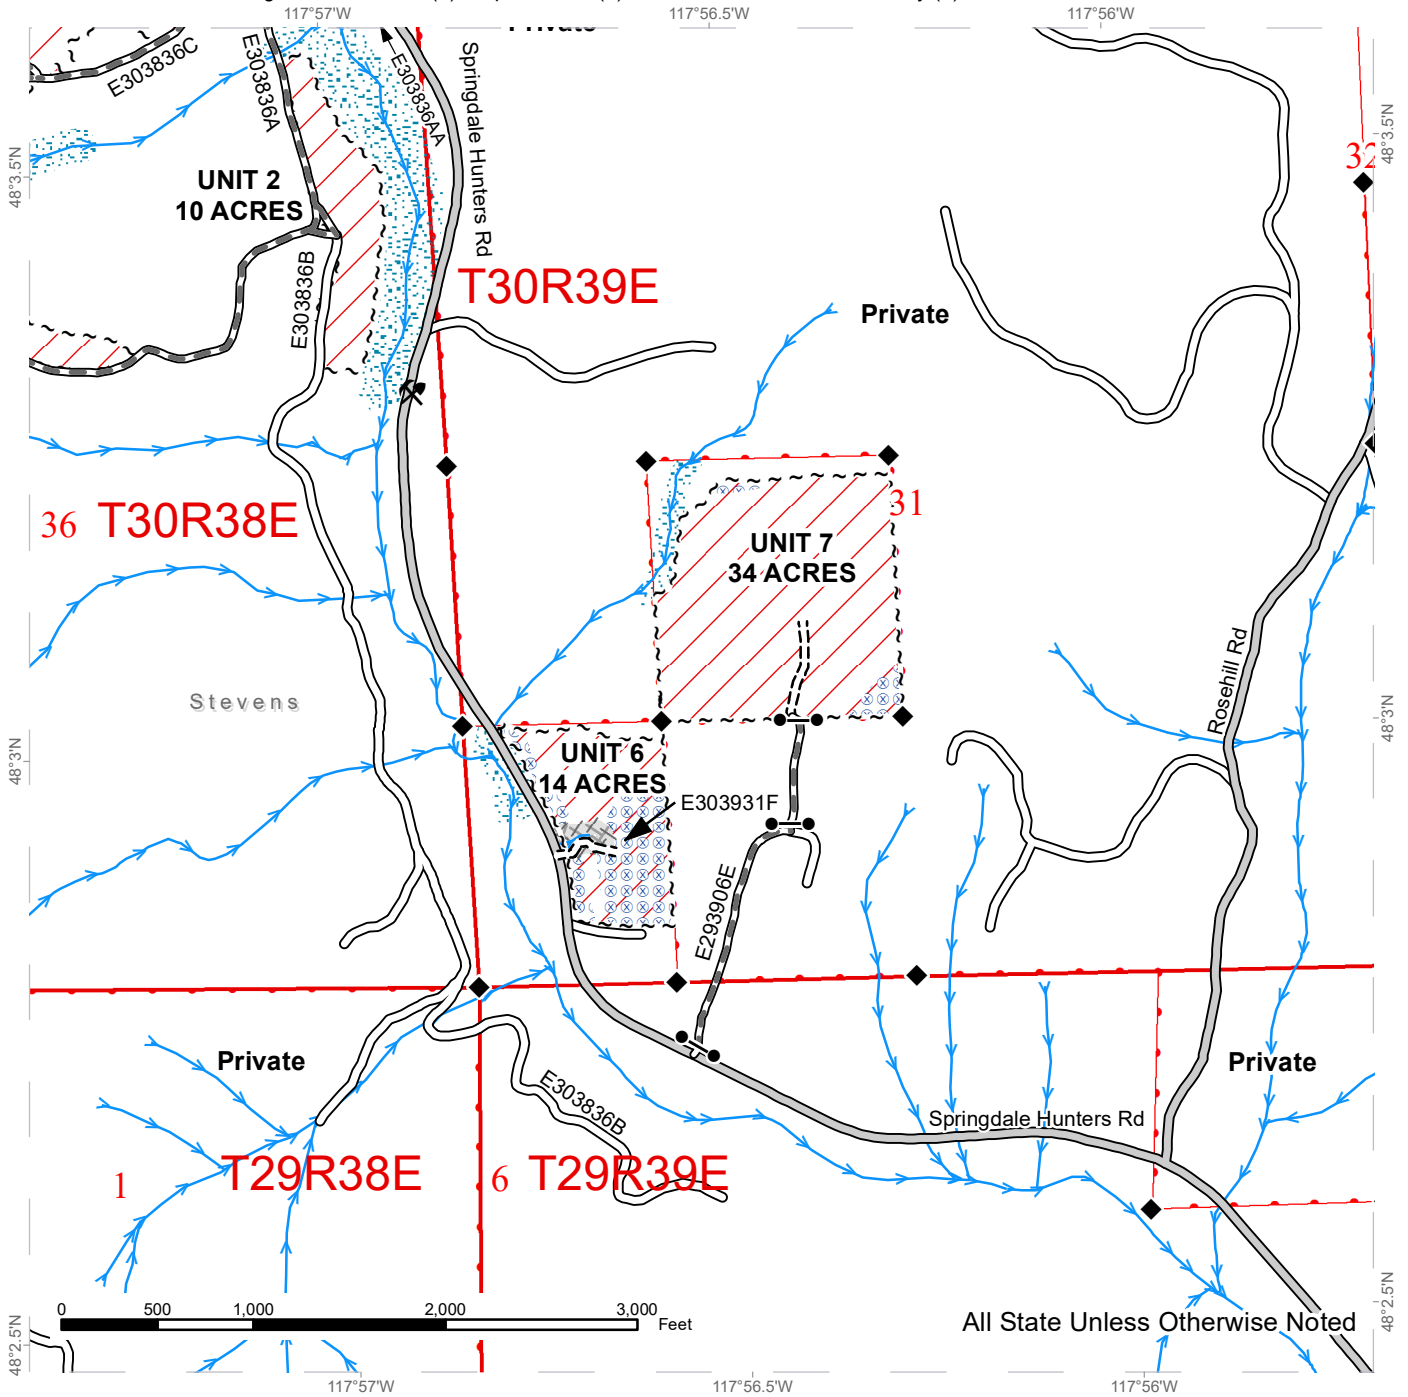 117°57'W
117°56.5'W
117°56'W
Private
E303836C
E303836A
E303836AA
Springdale Hunters Rd
48°3.5'N
48°3.5'N
32
UNIT 2
10 ACRES
E303836B
T30R39E
Private
36
T30R38E
31
UNIT 7
34 ACRES
Stevens
Rosehill Rd
48°3'N
48°3'N
UNIT 6
14 ACRES
E303931F
E293906E
Private
Private
E303836B
Springdale Hunters Rd
1
T29R38E
6
T29R39E
0
500
1,000
2,000
3,000
Feet
All State Unless Otherwise Noted
48°2.5'N
48°2.5'N
117°57'W
117°56.5'W
117°56'W